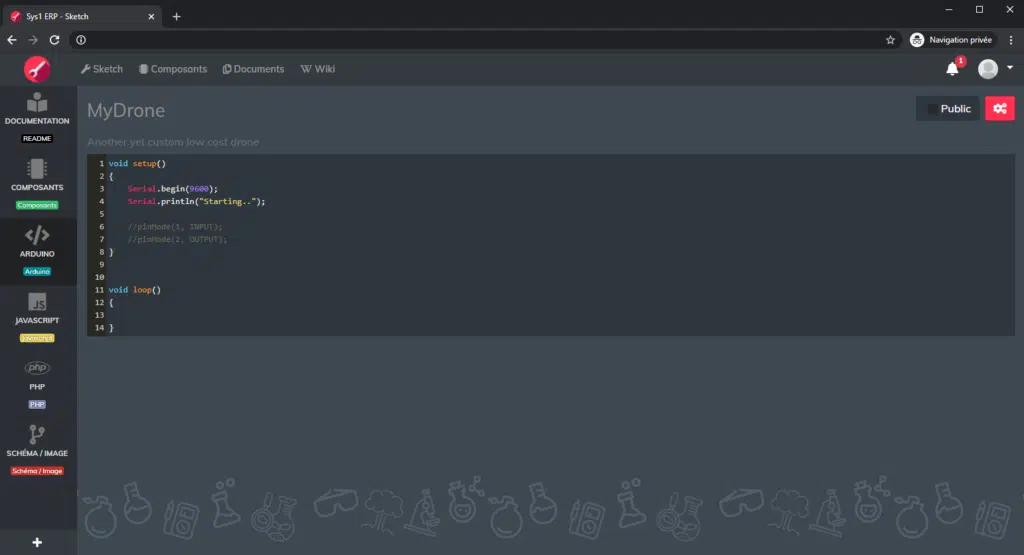 Sys1 ERP - Sketch
Navigation privée
Sketch Composants Documents Wiki
1
DOCUMENTATION
README
COMPOSANTS
Composants
ARDUINO
Arduino
JS
JAVASCRIPT
Javascript
php
PHP
PHP
SCHÉMA / IMAGE
Schéma / Image
MyDrone
Public
Another yet custom low cost drone
1 void setup()
2 {
3 Serial.begin(9600);
4 Serial.println("Starting..");
5
6 //pinMode(1, INPUT);
7 //pinMode(2, OUTPUT);
8 }
9
10
11 void loop()
12 {
13
14 }